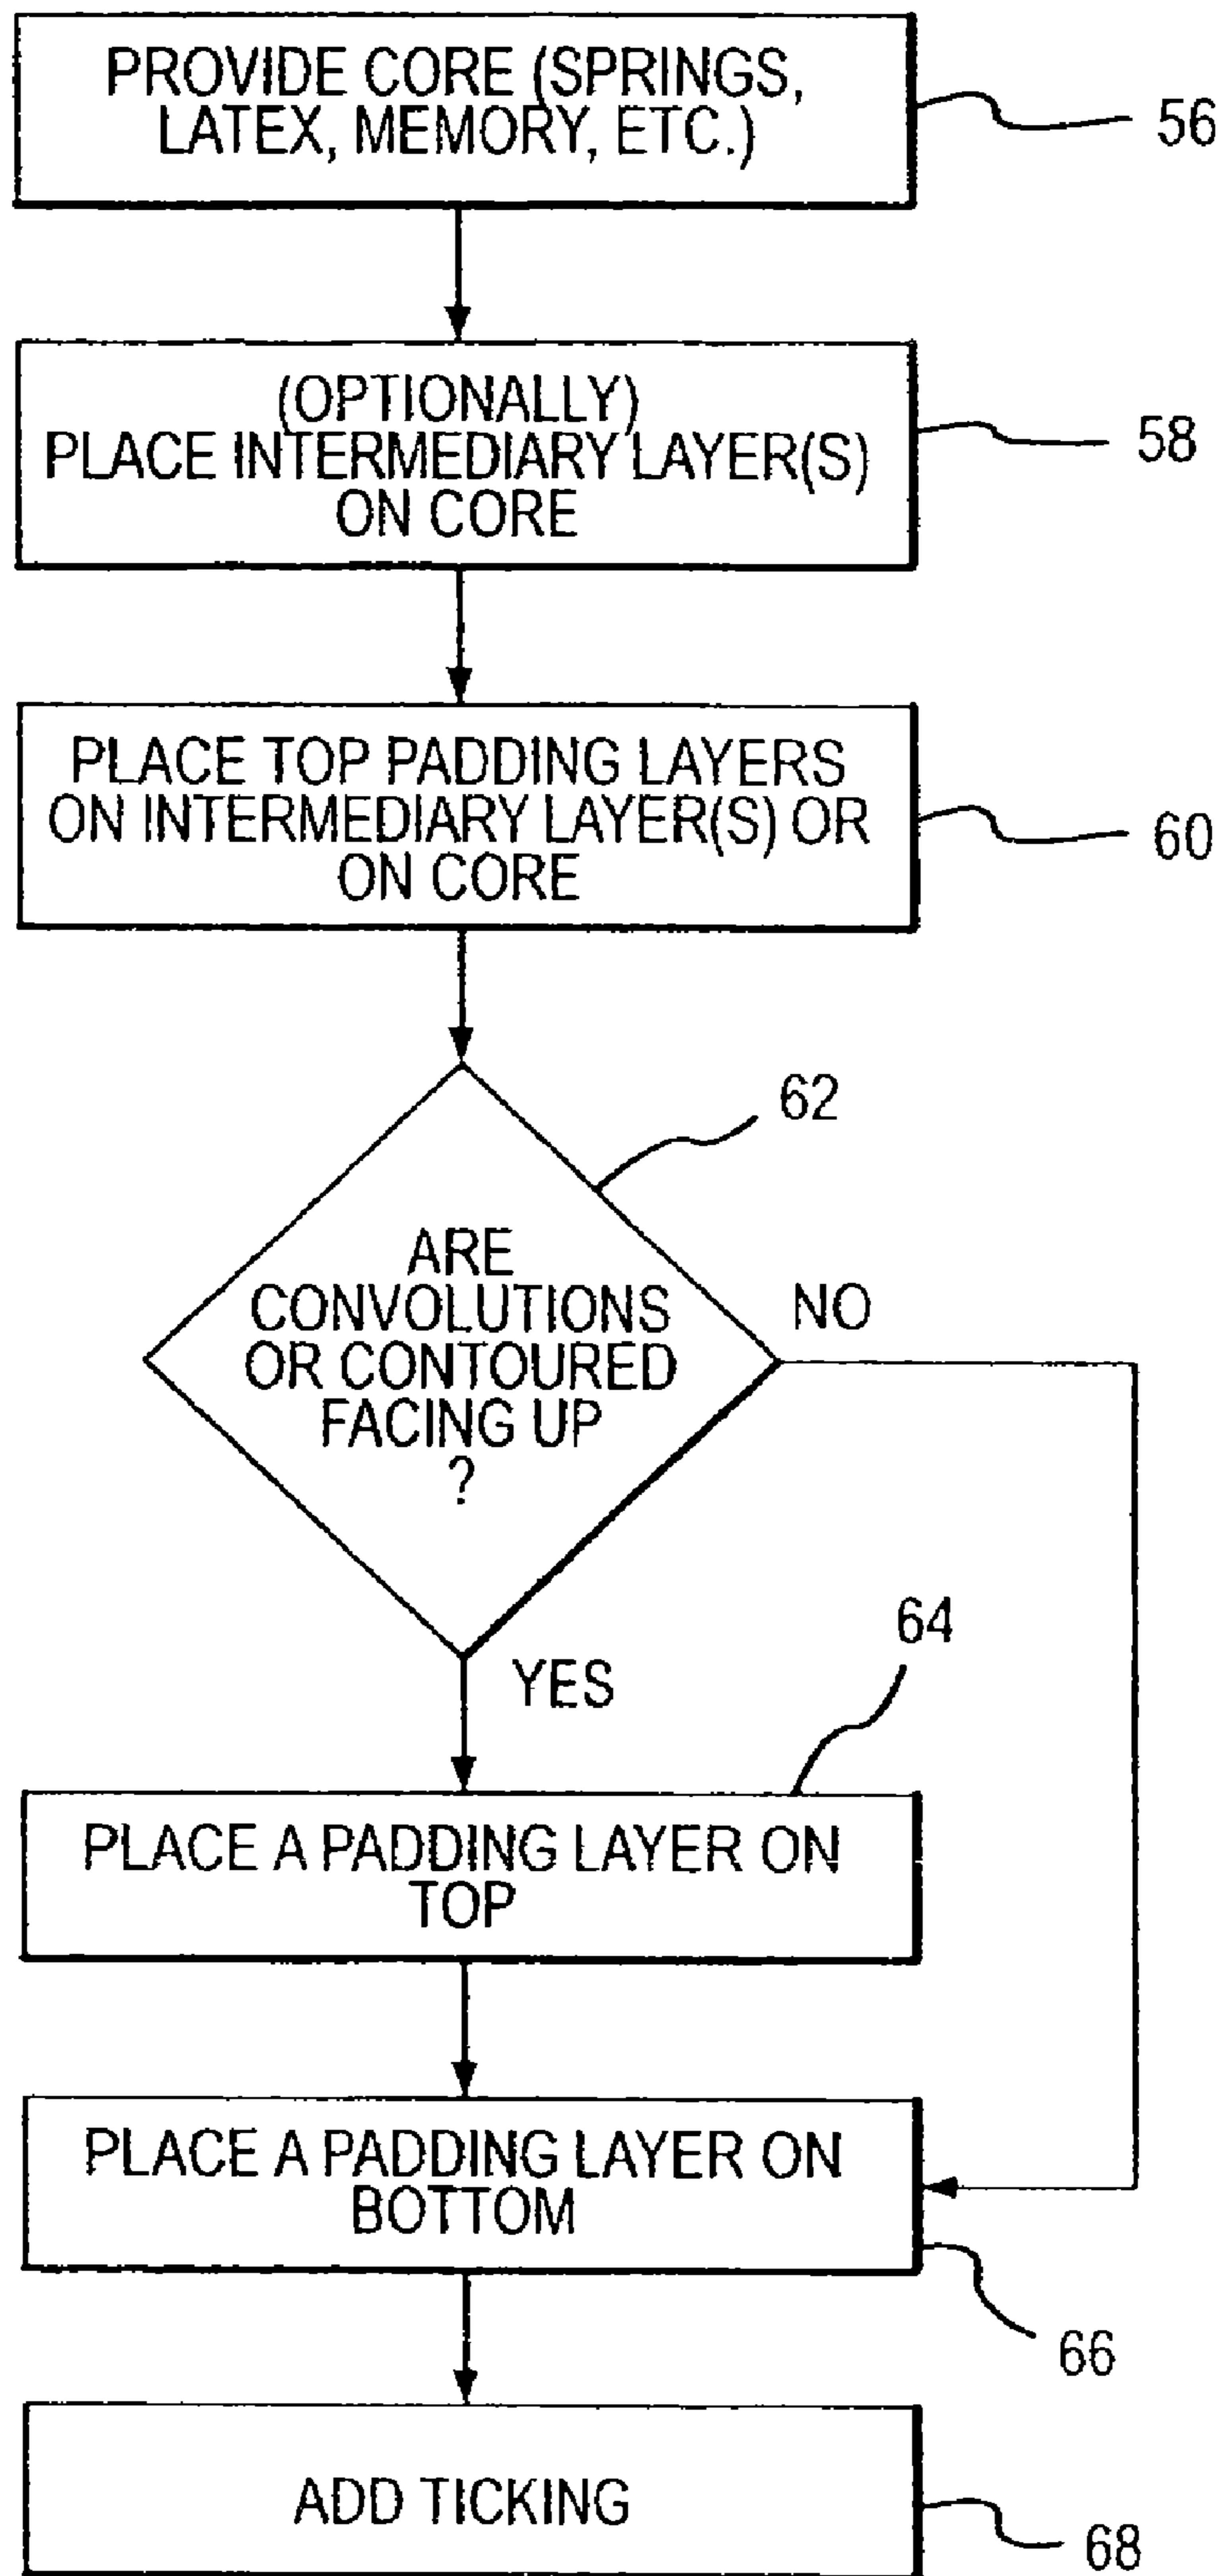 PROVIDE CORE (SPRINGS,
LATEX, MEMORY, ETC.)
56
(OPTIONALLY)
PLACE INTERMEDIARY LAYER(S)
ON CORE
58
PLACE TOP PADDING LAYERS
ON INTERMEDIARY LAYER(S) OR
ON CORE
60
62
ARE
CONVOLUTIONS
OR CONTOURED
FACING UP
?
NO
YES
64
PLACE A PADDING LAYER ON
TOP
PLACE A PADDING LAYER ON
BOTTOM
66
ADD TICKING
68